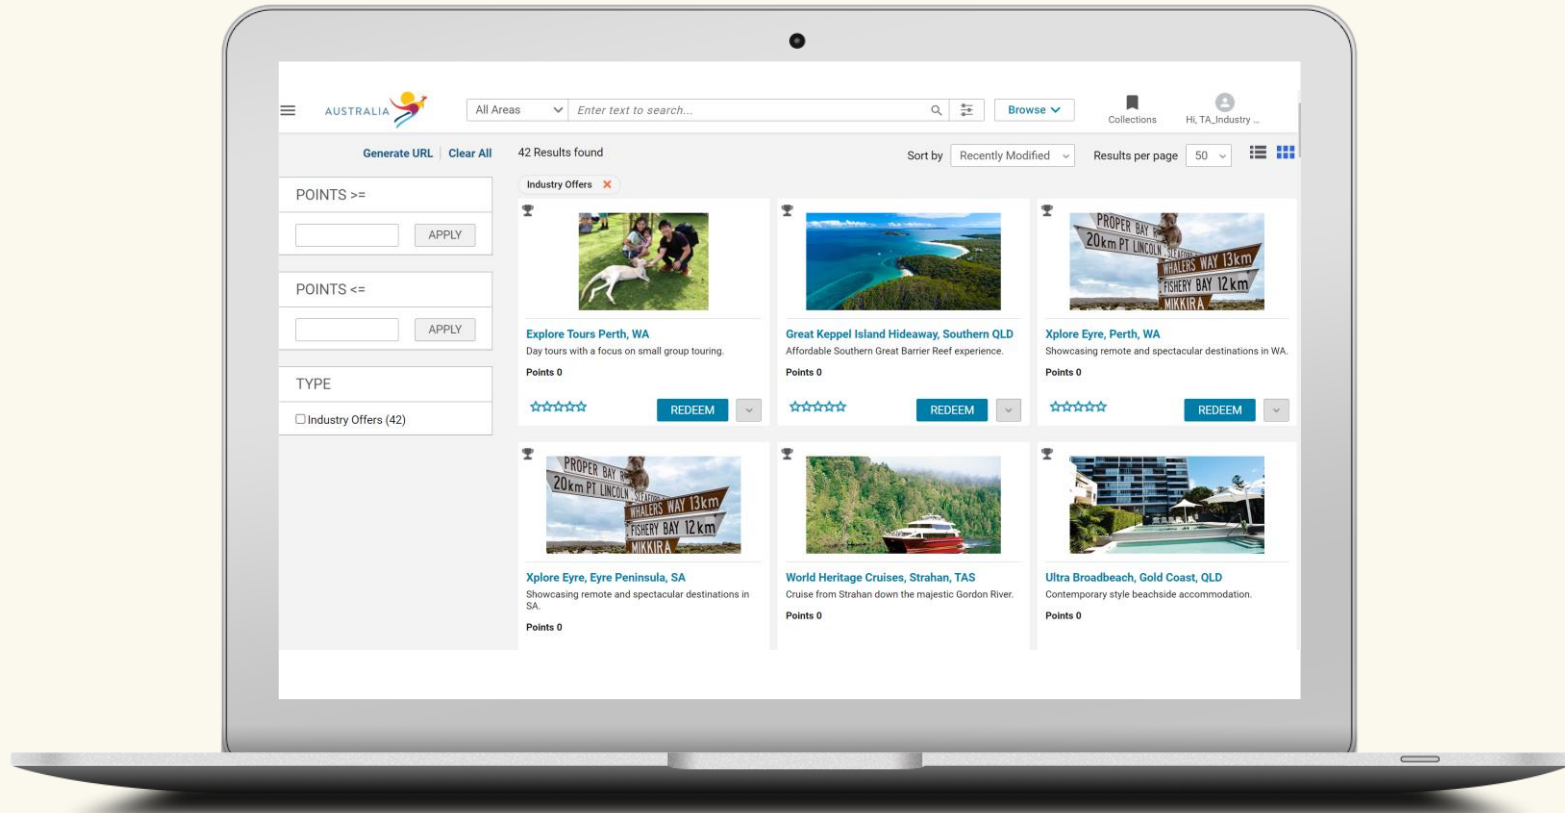 AUSTRALIA
All Areas
Enter text to search...
Browse
Collections
Hi, TA_Industry ...
Generate URL
Clear All
42 Results found
Sort by
Recently Modified
Results per page
50
Industry Offers
POINTS >=
APPLY
POINTS <=
APPLY
TYPE
Industry Offers (42)
Explore Tours Perth, WA
Day tours with a focus on small group touring.
Points 0
REDEEM
Great Keppel Island Hideaway, Southern QLD
Affordable Southern Great Barrier Reef experience.
Points 0
REDEEM
PROPER BAY
20km PT LINCOLN
WHALERS WAY 13km
FISHERY BAY 12km
MIKKIRA
Xplore Eyre, Perth, WA
Showcasing remote and spectacular destinations in WA.
Points 0
REDEEM
PROPER BAY
20km PT LINCOLN
WHALERS WAY 13km
FISHERY BAY 12km
MIKKIRA
Xplore Eyre, Eyre Peninsula, SA
Showcasing remote and spectacular destinations in
SA.
Points 0
World Heritage Cruises, Strahan, TAS
Cruise from Strahan down the majestic Gordon River.
Points 0
Ultra Broadbeach, Gold Coast, QLD
Contemporary style beachside accommodation.
Points 0